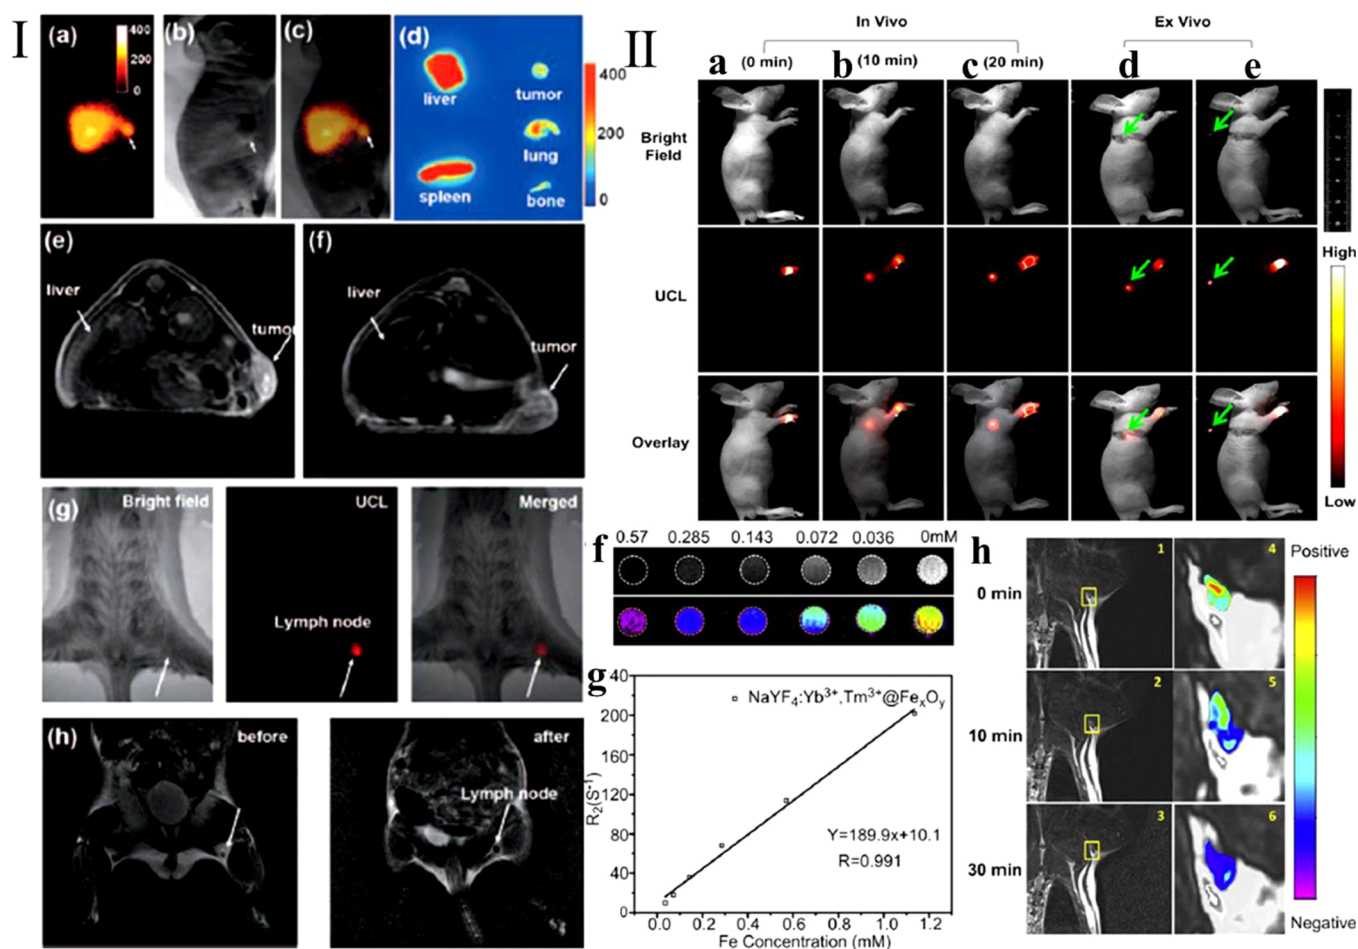 I
(a)
400
200
0
(b)
(c)
(d)
liver
tumor
lung
spleen
bone
400
200
0
(e)
liver
tumor
(f)
liver
tumor
(g)
Bright field
UCL
Merged
Lymph node
(h)
before
after
Lymph node
II
In Vivo
Ex Vivo
a (0 min)
b (10 min)
c (20 min)
d
e
Bright
Field
UCL
Overlay
High
Low
f
0.57 0.285 0.143 0.072 0.036 0mM
g
240
200
160
120
80
40
0
R2(S-1)
NaYF4:Yb3+,Tm3+@FexOy
Y=189.9x+10.1
R=0.991
0.0 0.2 0.4 0.6 0.8 1.0 1.2
Fe Concentration (mM)
h
0 min
1
4
10 min
2
5
30 min
3
6
Positive
Negative